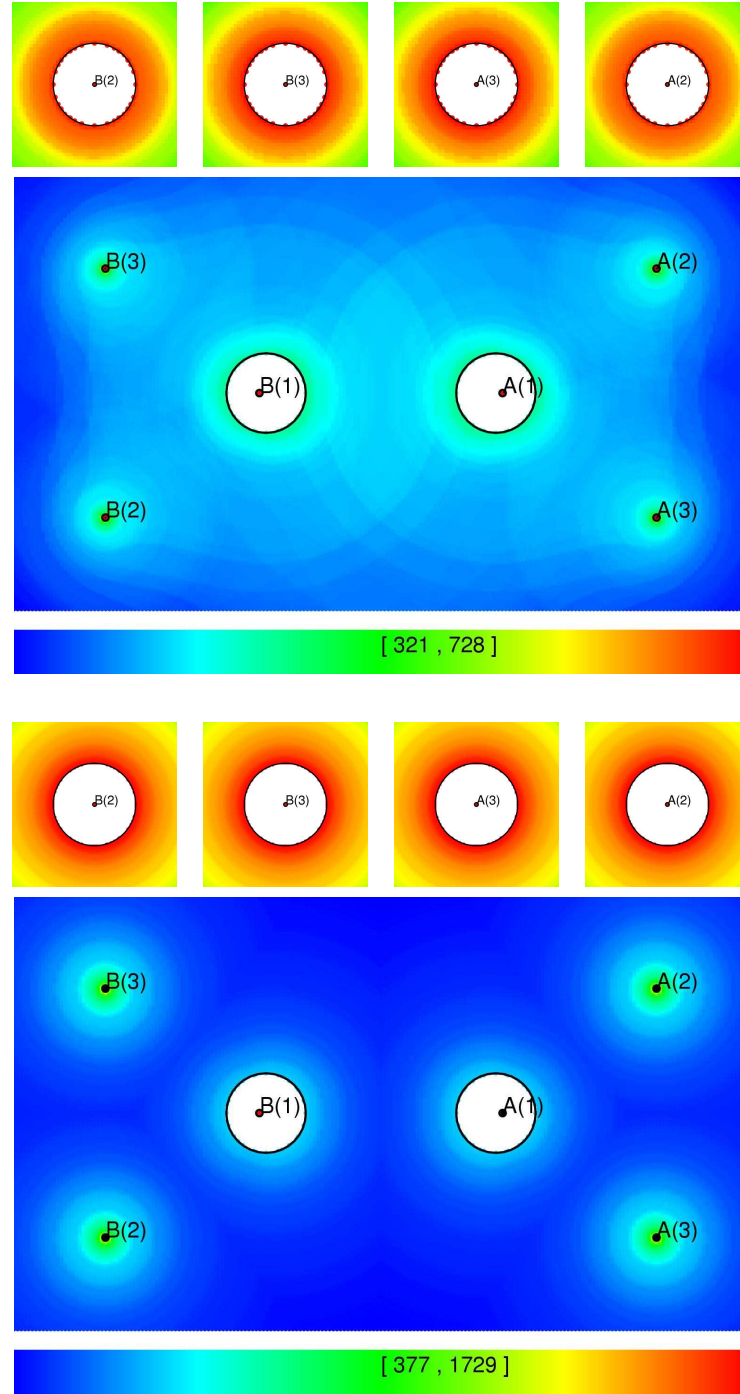 B(2) B(3) A(3) A(2)
B(3) A(2)
B(1) A(1)
B(2) A(3)
[ 321 , 728 ]
B(2) B(3) A(3) A(2)
B(3) A(2)
B(1) A(1)
B(2) A(3)
[ 377 , 1729 ]